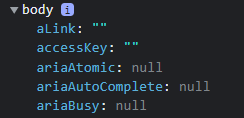 body i
aLink: ""
accessKey: ""
ariaAtomic: null
ariaAutoComplete: null
ariaBusy: null